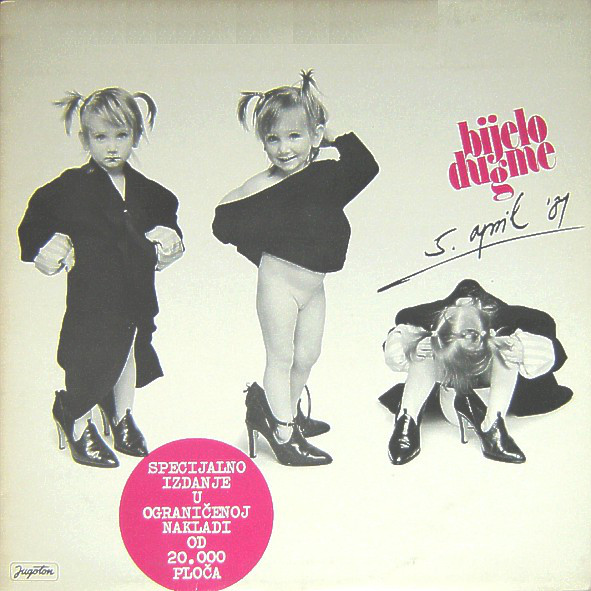 bijelo
dugme
5. april '81
SPECIJALNO
IZDANJE
U
OGRANIČENOJ
NAKLADI
OD
20.000
PLOČA
Jugoton